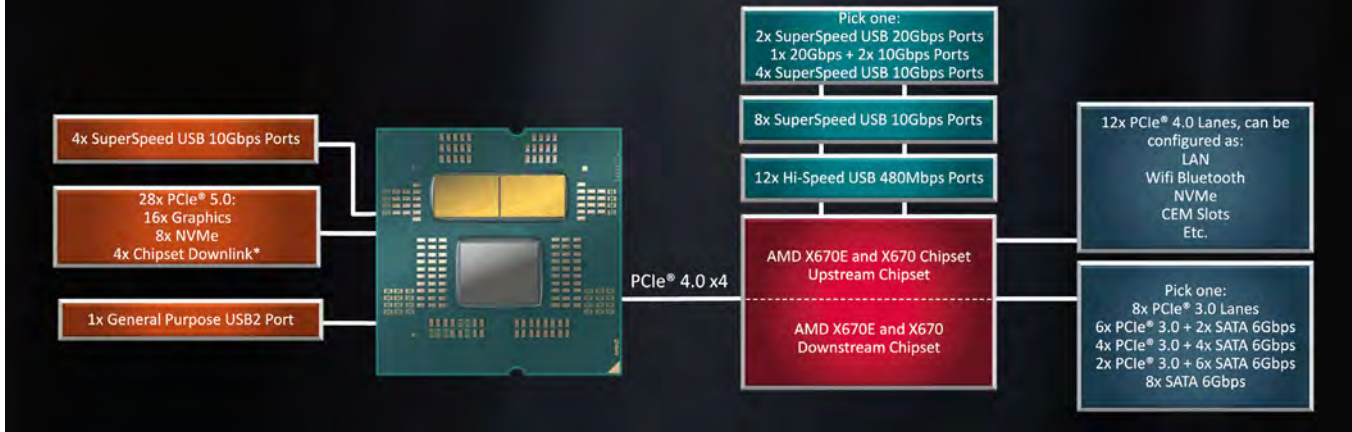 4x SuperSpeed USB 10Gbps Ports
28x PCIe® 5.0:
16x Graphics
8x NVMe
4x Chipset Downlink*
1x General Purpose USB2 Port
PCIe® 4.0 x4
Pick one:
2x SuperSpeed USB 20Gbps Ports
1x 20Gbps + 2x 10Gbps Ports
4x SuperSpeed USB 10Gbps Ports
8x SuperSpeed USB 10Gbps Ports
12x Hi-Speed USB 480Mbps Ports
AMD X670E and X670 Chipset
Upstream Chipset
AMD X670E and X670
Downstream Chipset
12x PCIe® 4.0 Lanes, can be
configured as:
LAN
Wifi Bluetooth
NVMe
CEM Slots
Etc.
Pick one:
8x PCIe® 3.0 Lanes
6x PCIe® 3.0 + 2x SATA 6Gbps
4x PCIe® 3.0 + 4x SATA 6Gbps
2x PCIe® 3.0 + 6x SATA 6Gbps
8x SATA 6Gbps